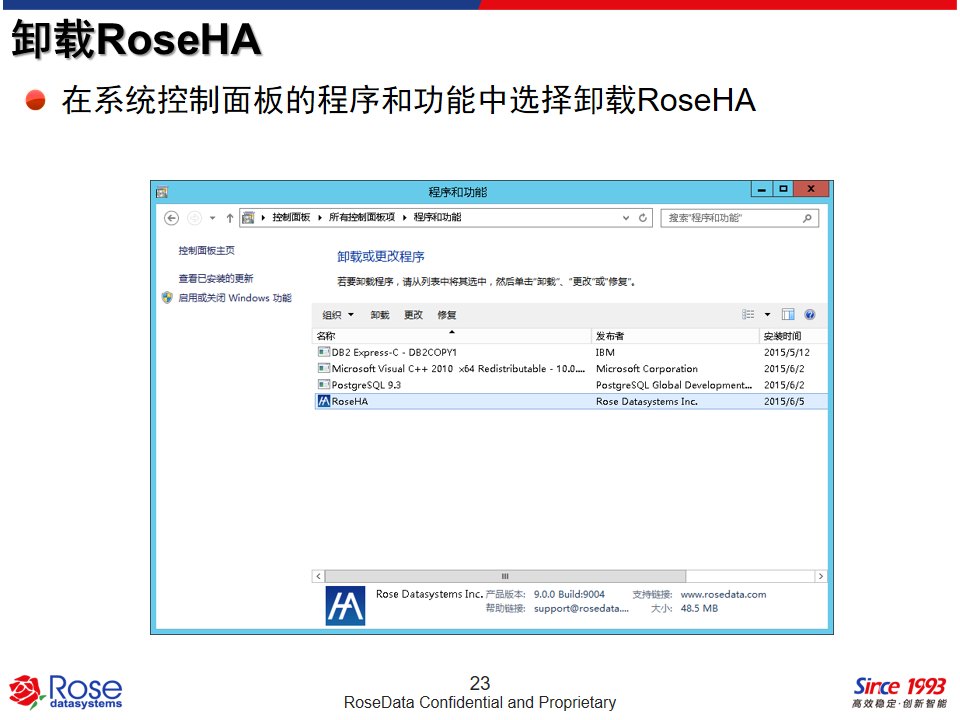 卸载RoseHA
在系统控制面板的程序和功能中选择卸载RoseHA
程序和功能
控制面板 所有控制面板项 程序和功能
搜索"程序和功能"
控制面板主页
查看已安装的更新
启用或关闭 Windows 功能
卸载或更改程序
若要卸载程序，请从列表中将其选中，然后单击"卸载"、"更改"或"修复"。
组织 卸载 更改 修复
名称 发布者 安装时间
DB2 Express-C - DB2COPY1 IBM 2015/5/12
Microsoft Visual C++ 2010 x64 Redistributable - 10.0.... Microsoft Corporation 2015/6/2
PostgreSQL 9.3 PostgreSQL Global Development... 2015/6/2
RoseHA Rose Datasystems Inc. 2015/6/5
Rose Datasystems Inc. 产品版本: 9.0.0 Build:9004 支持链接: www.rosedata.com
帮助链接: support@rosedata.... 大小: 48.5 MB
Rose
datasystems
23
RoseData Confidential and Proprietary
Since 1993
高效稳定·创新智能